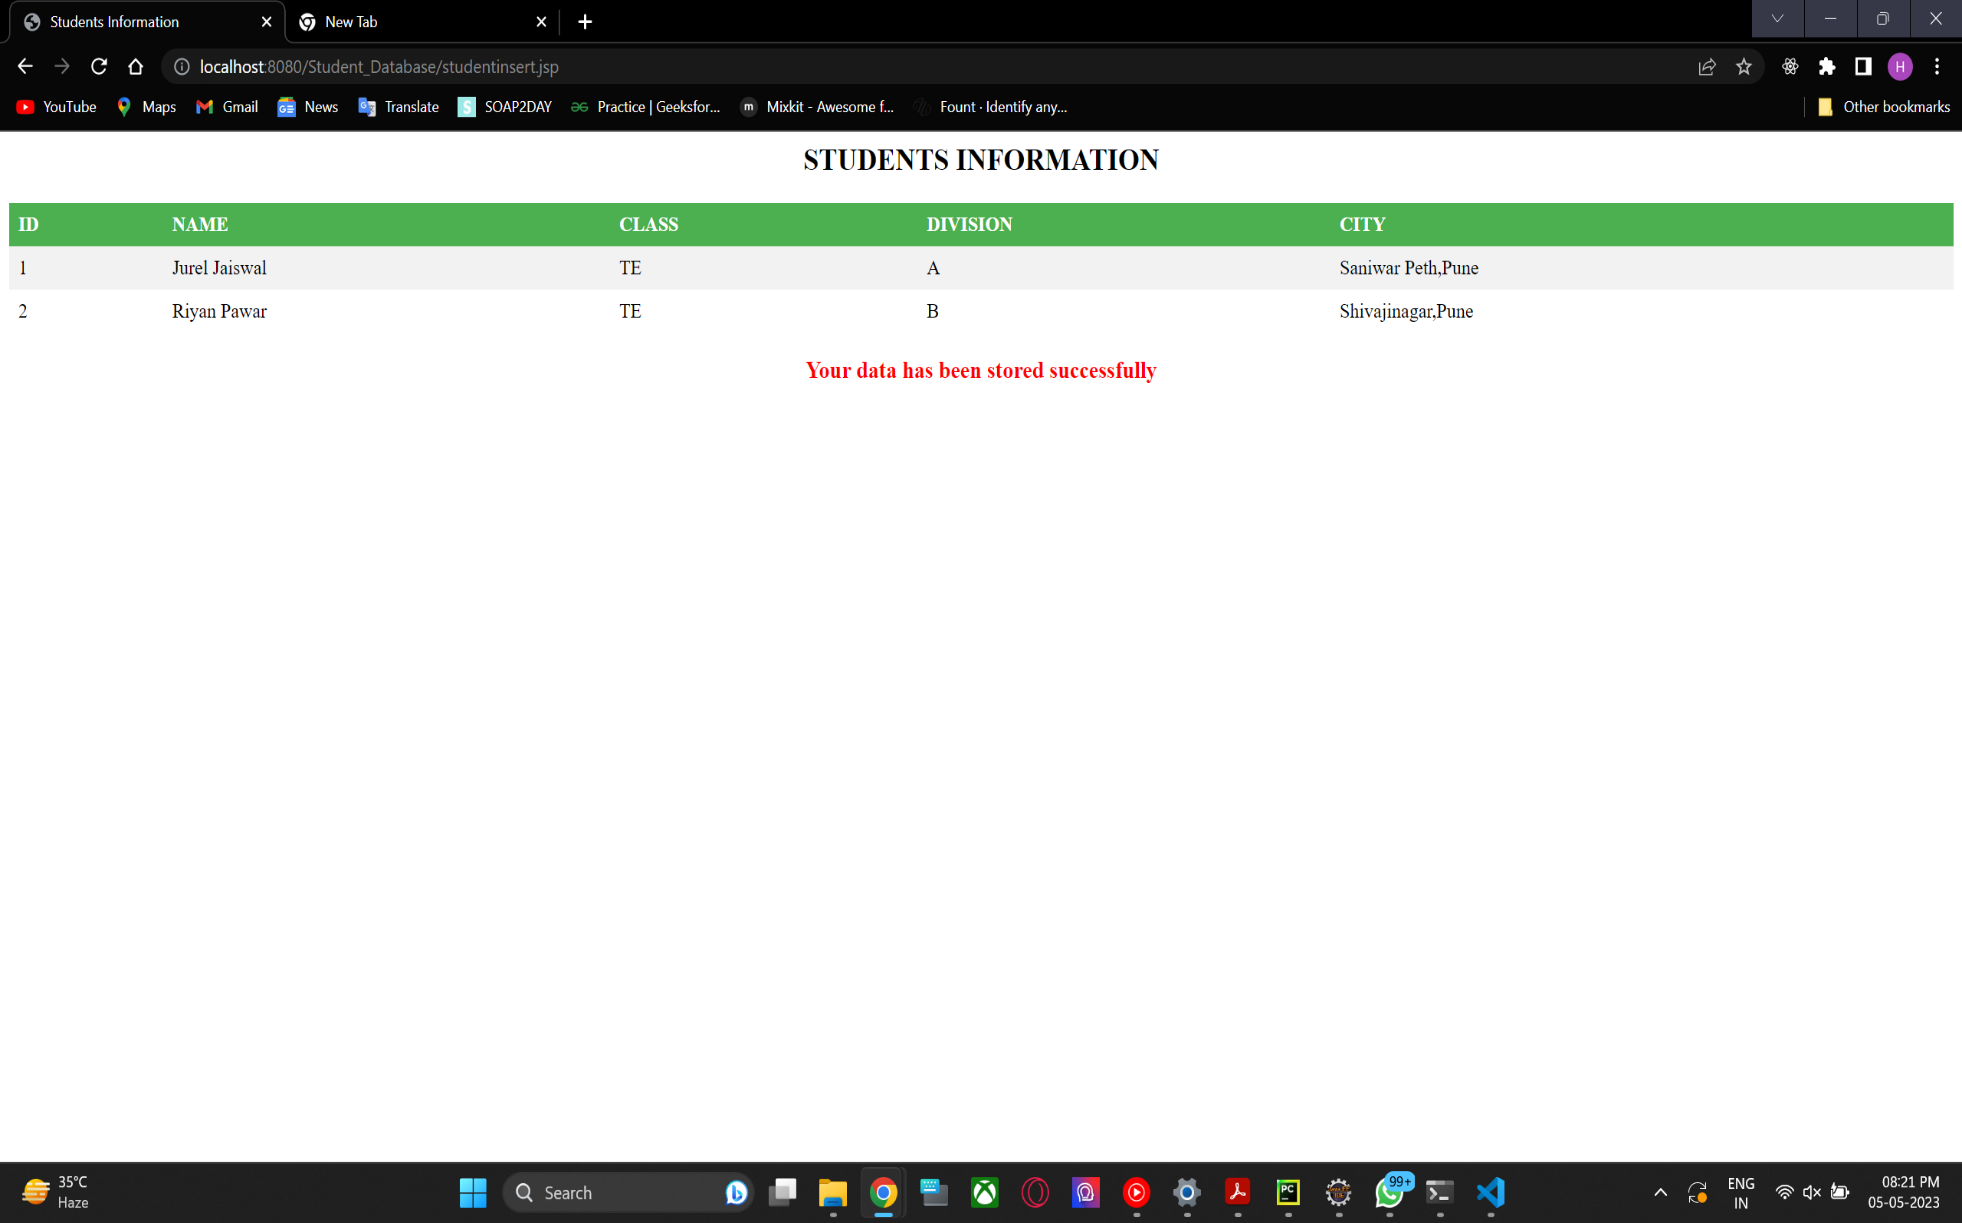 Students Information
New Tab
localhost:8080/Student_Database/studentinsert.jsp
H
YouTube Maps Gmail News Translate SOAP2DAY Practice | Geeksfor... Mixkit - Awesome f... Fount · Identify any... Other bookmarks
STUDENTS INFORMATION
ID NAME CLASS DIVISION CITY
1 Jurel Jaiswal TE A Saniwar Peth,Pune
2 Riyan Pawar TE B Shivajinagar,Pune
Your data has been stored successfully
35°C
Haze
Search
PC
99+
ENG
IN
08:21 PM
05-05-2023